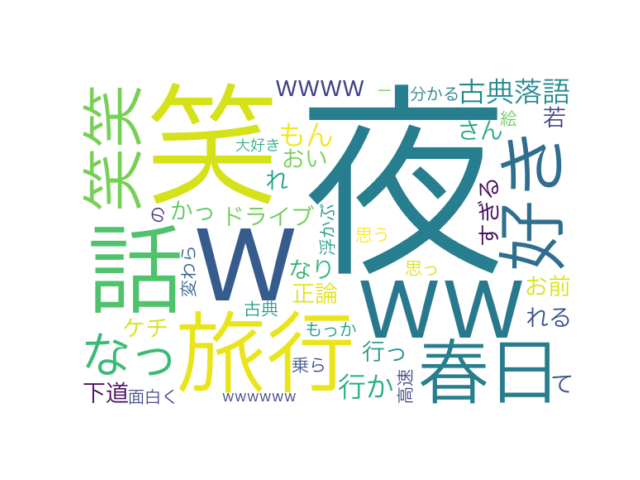 夜
笑
w
ww
旅行
話
春日
好き
笑笑
なっ
wwww
古典落語
一
分かる
若
さん
絵
大好き
もん
おい
れ
すぎる
の
かっ
ドライブ
浮かぶ
思う
変わら
なり
思っ
お前
正論
古典
れる
ケチ
もっか
行っ
乗ら
行か
高速
て
下道
面白く
wwwwww